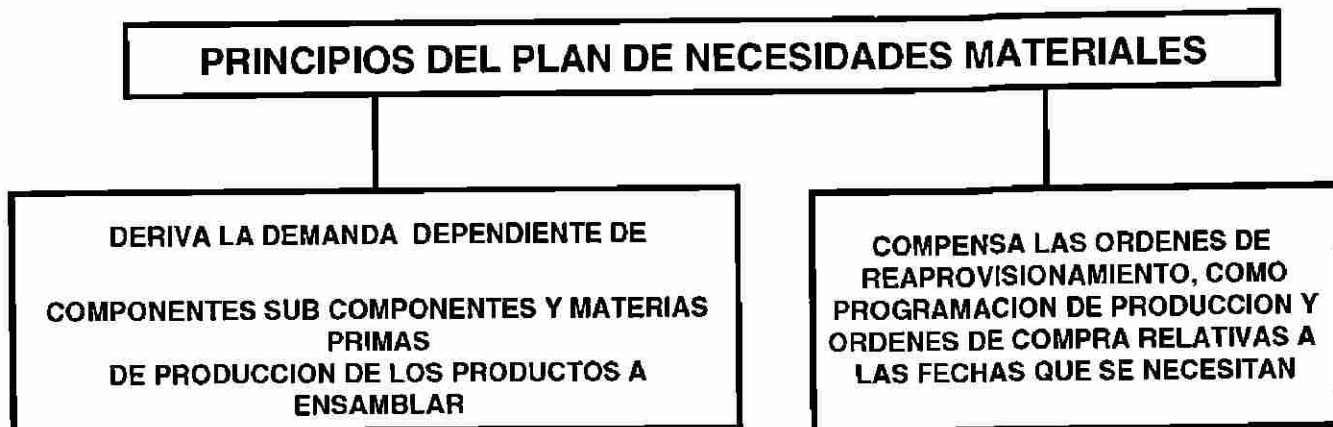 PRINCIPIOS DEL PLAN DE NECESIDADES MATERIALES
DERIVA LA DEMANDA DEPENDIENTE DE
COMPONENTES SUB COMPONENTES Y MATERIAS
PRIMAS
DE PRODUCCION DE LOS PRODUCTOS A
ENSAMBLAR
COMPENSA LAS ORDENES DE
REAPROVISIONAMIENTO, COMO
PROGRAMACION DE PRODUCCION Y
ORDENES DE COMPRA RELATIVAS A
LAS FECHAS QUE SE NECESITAN